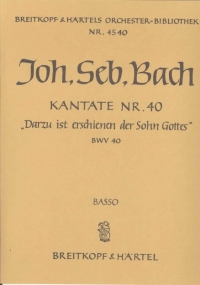 BREITKOPF & HÄRTELS ORCHESTER-BIBLIOTHEK
NR. 4540
Joh. Seb. Bach
KANTATE NR. 40
„Darzu ist erschienen der Sohn Gottes”
BWV 40
BASSO
BREITKOPF & HÄRTEL